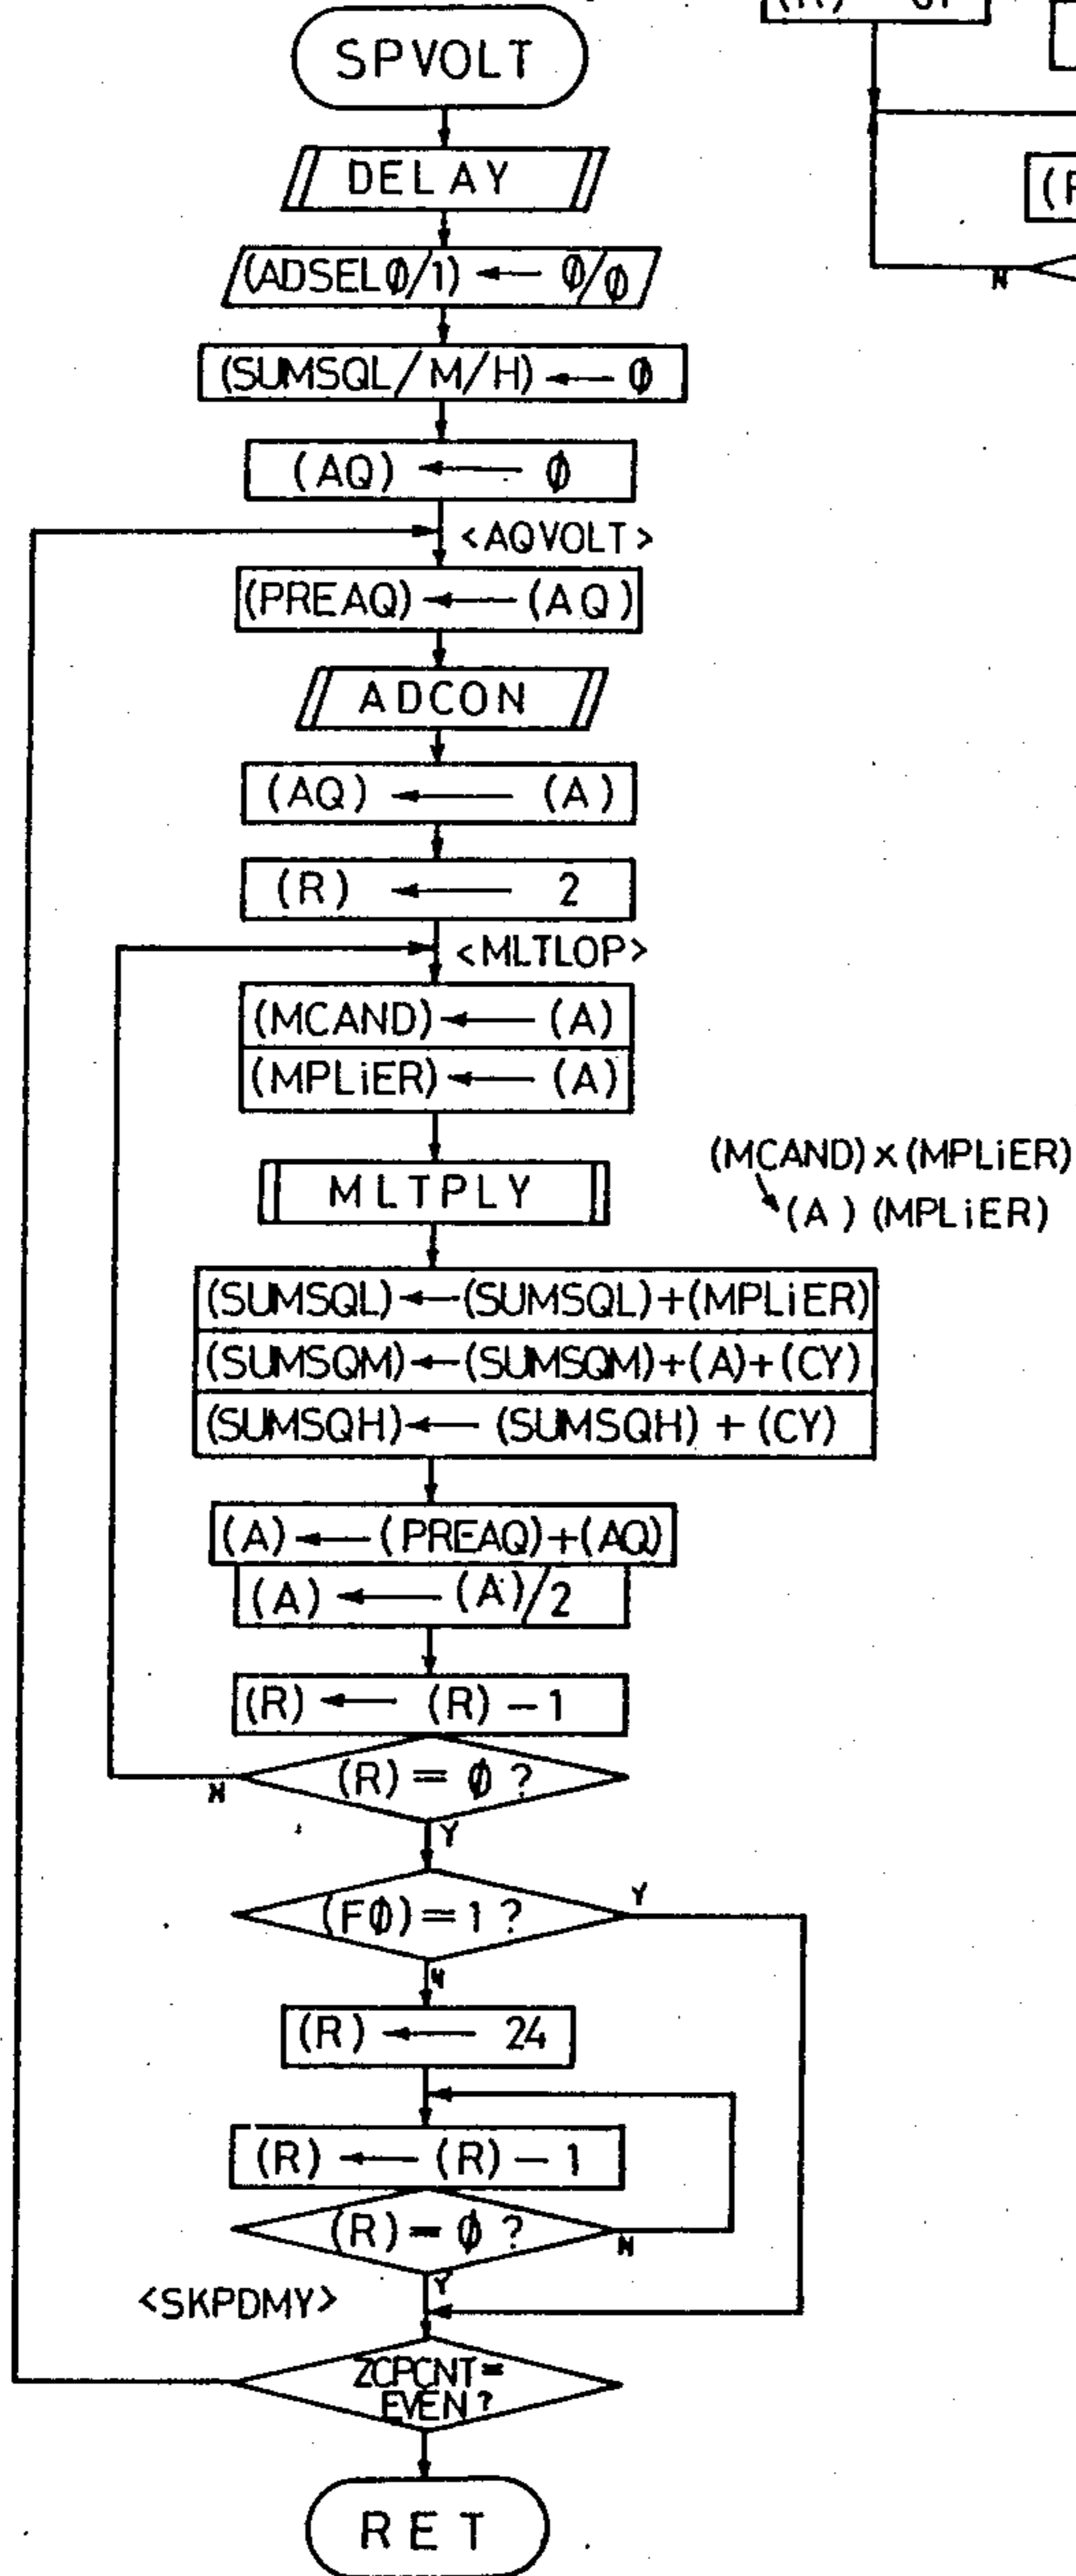 SPVOLT
DELAY
(ADSELØ/1) ← Ø/Ø
(SUMSQL/M/H) ← Ø
(AQ) ← Ø
<AQVOLT>
(PREAQ) ← (AQ)
ADCON
(AQ) ← (A)
(R) ← 2
<MLTLOP>
(MCAND) ← (A)
(MPLiER) ← (A)
MLTPLY
(MCAND) x (MPLiER)
(A) (MPLiER)
(SUMSQL) ← (SUMSQL)+(MPLiER)
(SUMSQM) ← (SUMSQM)+(A)+(CY)
(SUMSQH) ← (SUMSQH) + (CY)
(A) ← (PREAQ)+(AQ)
(A) ← (A)/2
(R) ← (R) – 1
(R) = Ø ?
N
Y
(FØ) = 1 ?
Y
N
(R) ← 24
(R) ← (R) – 1
(R) = Ø ?
N
Y
<SKPDMY>
ZCPCNT =
EVEN ?
RET
N